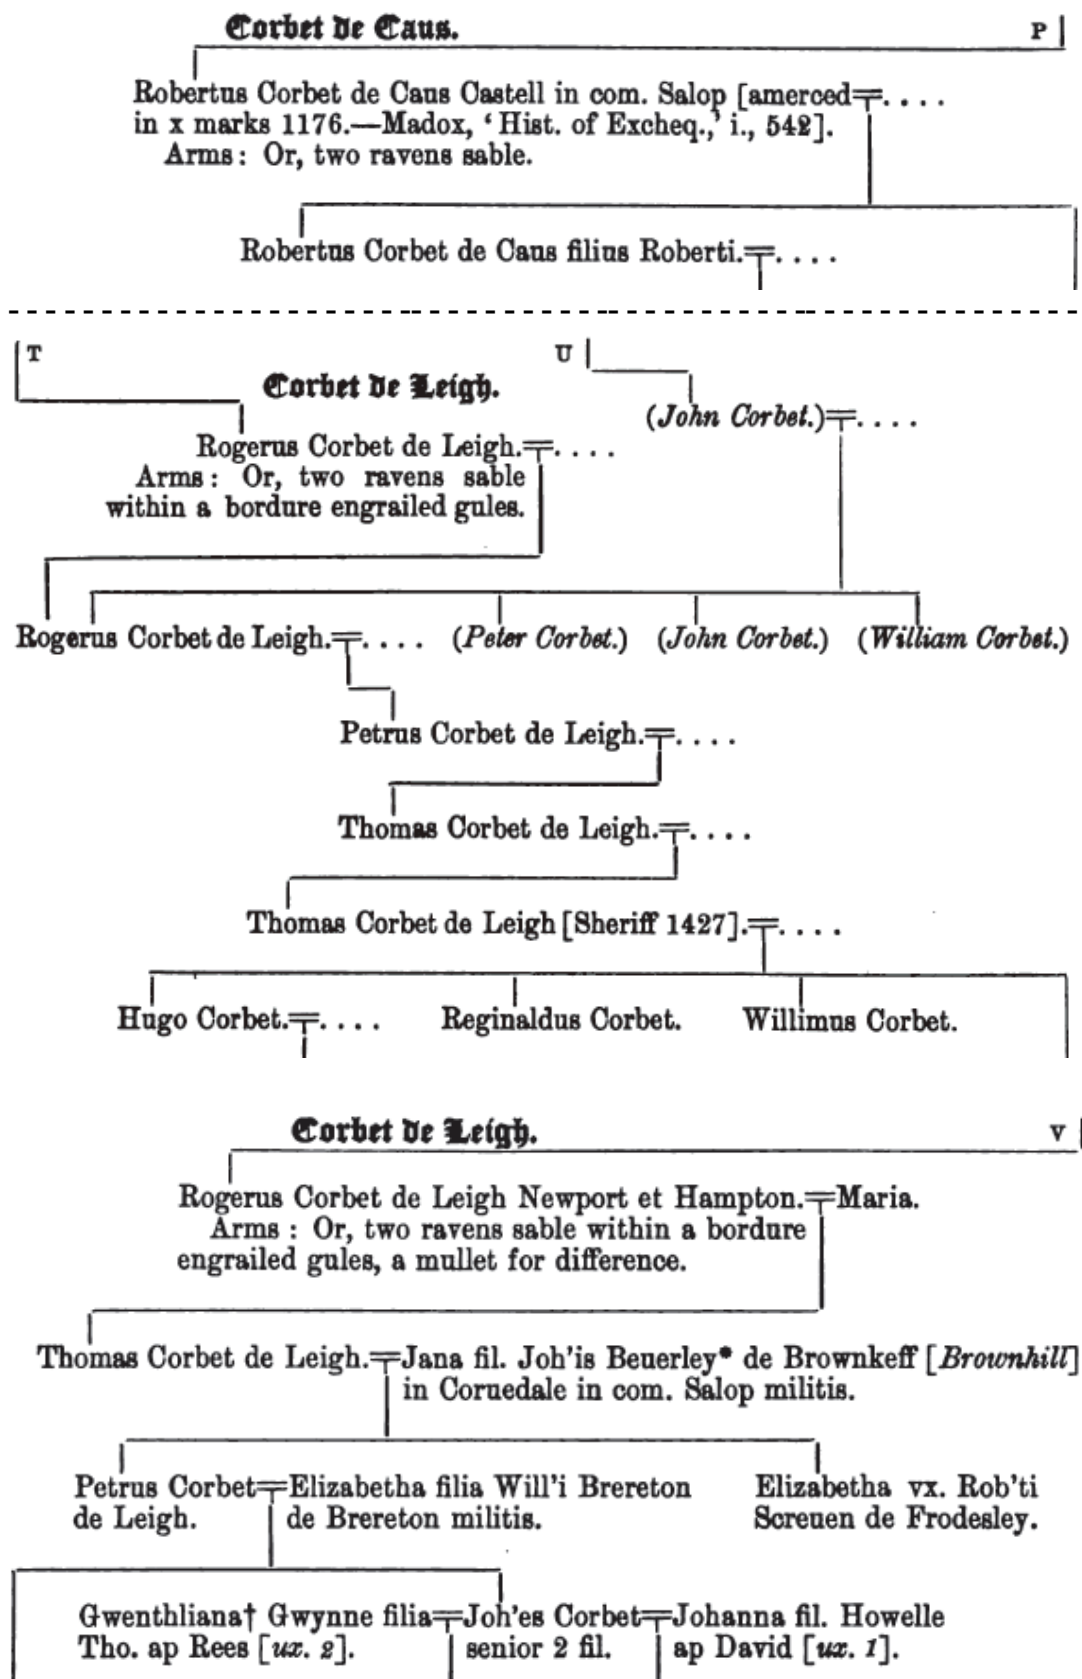 Corbet de Caus.
P
Robertus Corbet de Caus Castell in com. Salop [amerced=. . . .
in x marks 1176.—Madox, ‘Hist. of Excheq.,’ i., 542].
Arms: Or, two ravens sable.
Robertus Corbet de Caus filius Roberti.=. . . .
T
U
Corbet de Leigh.
(John Corbet.)=. . . .
Rogerus Corbet de Leigh.=. . . .
Arms: Or, two ravens sable
within a bordure engrailed gules.
Rogerus Corbet de Leigh.=. . . . (Peter Corbet.) (John Corbet.) (William Corbet.)
Petrus Corbet de Leigh.=. . . .
Thomas Corbet de Leigh.=. . . .
Thomas Corbet de Leigh [Sheriff 1427].=. . . .
Hugo Corbet.=. . . . Reginaldus Corbet. Willimus Corbet.
Corbet de Leigh.
V
Rogerus Corbet de Leigh Newport et Hampton.=Maria.
Arms: Or, two ravens sable within a bordure
engrailed gules, a mullet for difference.
Thomas Corbet de Leigh.=Jana fil. Joh'is Beuerley* de Brownkeff [Brownhill]
in Coruedale in com. Salop militis.
Petrus Corbet=Elizabetha filia Will'i Brereton
de Leigh. de Brereton militis.
Elizabetha vx. Rob'ti
Screuen de Frodesley.
Gwenthliana† Gwynne filia=Joh'es Corbet=Johanna fil. Howelle
Tho. ap Rees [ux. 2]. senior 2 fil. ap David [ux. 1].